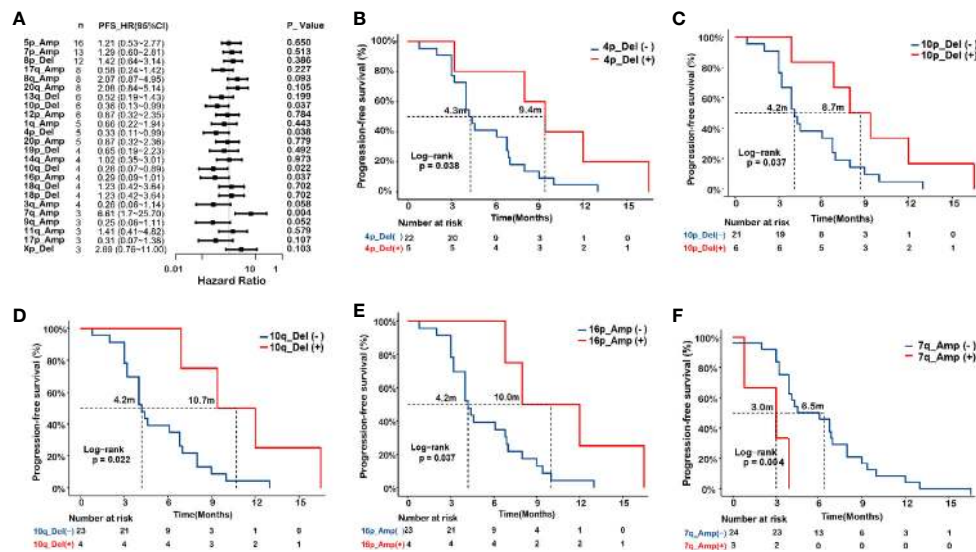 A
n PFS_HR(95%CI) P_Value
5p_Amp 16 1.21 (0.53~2.77) 0.650
7p_Amp 13 1.29 (0.60~2.81) 0.513
8p_Del 12 1.42 (0.64~3.14) 0.386
17q_Amp 8 0.58 (0.24~1.42) 0.227
8q_Amp 8 2.07 (0.87~4.95) 0.093
20q_Amp 8 2.08 (0.84~5.14) 0.105
13q_Del 6 0.52 (0.19~1.43) 0.199
10p_Del 6 0.36 (0.13~0.99) 0.037
12p_Amp 6 0.87 (0.32~2.35) 0.784
1q_Amp 5 0.66 (0.22~1.94) 0.443
4p_Del 5 0.33 (0.11~0.99) 0.038
20p_Amp 5 0.87 (0.32~2.36) 0.779
19p_Del 4 0.65 (0.19~2.23) 0.492
14q_Amp 4 1.02 (0.35~3.01) 0.973
10q_Del 4 0.26 (0.07~0.89) 0.022
16p_Amp 4 0.29 (0.09~1.01) 0.037
18q_Del 4 1.23 (0.42~3.64) 0.702
18p_Del 4 1.23 (0.42~3.64) 0.702
3q_Amp 4 0.26 (0.06~1.14) 0.058
7q_Amp 3 6.61 (1.7~25.70) 0.004
9q_Amp 3 0.25 (0.06~1.11) 0.052
11q_Amp 3 1.41 (0.41~4.82) 0.579
17p_Amp 3 0.31 (0.07~1.38) 0.107
Xp_Del 3 2.89 (0.76~11.00) 0.103
0.01 0.1 1 10
Hazard Ratio
B
Progression-free survival (%)
100%
80%
60%
40%
20%
0%
4p_Del (-)
4p_Del (+)
4.3m 9.4m
Log-rank
p = 0.038
0 3 6 9 12 15
Number at risk Time(Months)
4p_Del(-) 22 20 9 3 1 0
4p_Del(+) 5 5 4 3 2 1
C
Progression-free survival (%)
100%
80%
60%
40%
20%
0%
10p_Del (-)
10p_Del (+)
4.2m 8.7m
Log-rank
p = 0.037
0 3 6 9 12 15
Number at risk Time(Months)
10p_Del(-) 21 19 8 3 1 0
10p_Del(+) 6 6 5 3 2 1
D
Progression-free survival (%)
100%
80%
60%
40%
20%
0%
10q_Del (-)
10q_Del (+)
4.2m 10.7m
Log-rank
p = 0.022
0 3 6 9 12 15
Number at risk Time(Months)
10q_Del(-) 23 21 9 3 1 0
10q_Del(+) 4 4 4 3 2 1
E
Progression-free survival (%)
100%
80%
60%
40%
20%
0%
16p_Amp (-)
16p_Amp (+)
4.2m 10.0m
Log-rank
p = 0.037
0 3 6 9 12 15
Number at risk Time(Months)
16p_Amp(-) 23 21 9 4 1 0
16p_Amp(+) 4 4 4 2 2 1
F
Progression-free survival (%)
100%
80%
60%
40%
20%
0%
7q_Amp (-)
7q_Amp (+)
3.0m 6.5m
Log-rank
p = 0.004
0 3 6 9 12 15
Number at risk Time(Months)
7q_Amp(-) 24 23 13 6 3 1
7q_Amp(+) 3 2 0 0 0 0